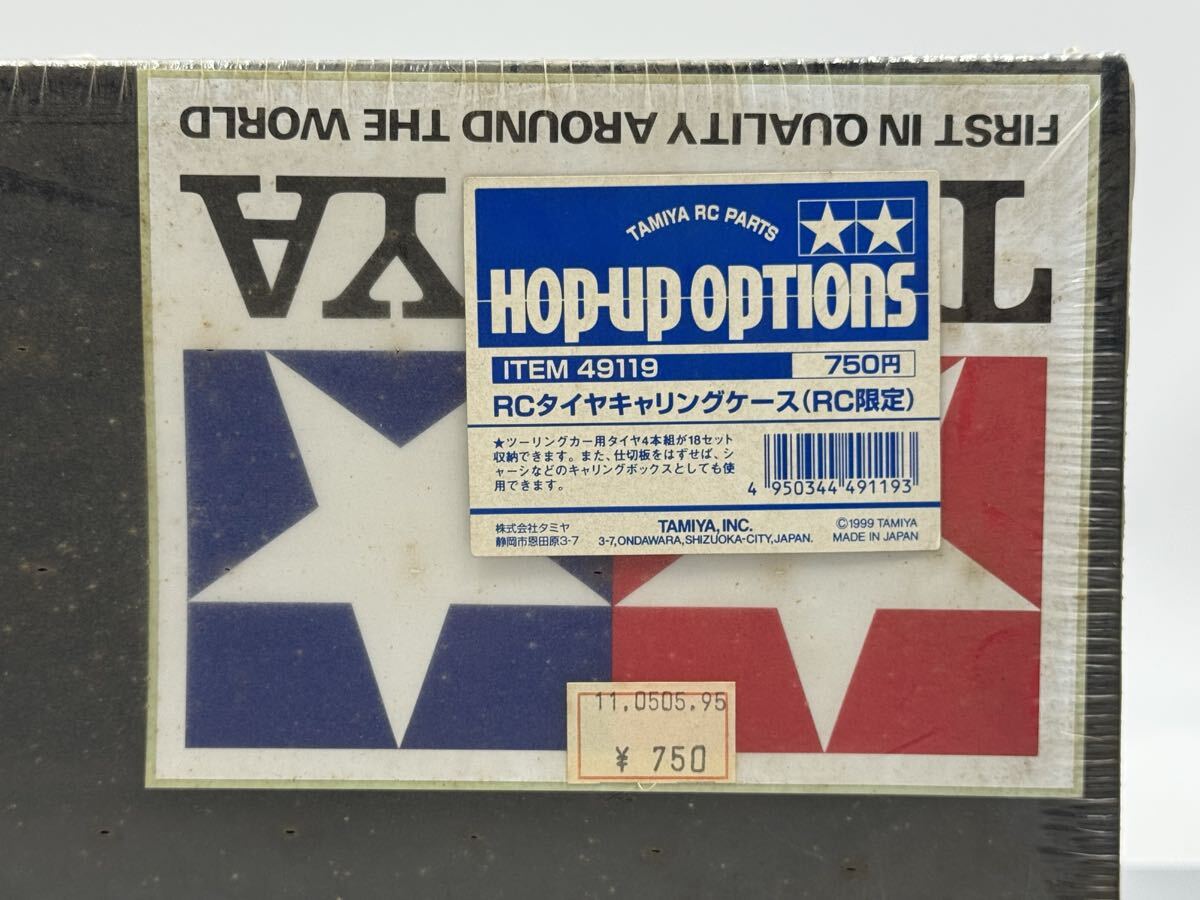 FIRST IN QUALITY AROUND THE WORLD
T YA
TAMIYA RC PARTS
HOP-UP OPTIONS
ITEM 49119 750円
RCタイヤキャリングケース(RC限定)
★ツーリングカー用タイヤ4本組が18セット
収納できます。また、仕切板をはずせば、シャ
ーシなどのキャリングボックスとしても使
用できます。
4 950344 491193
株式会社タミヤ
静岡市恩田原3-7
TAMIYA, INC.
3-7, ONDAWARA, SHIZUOKA-CITY, JAPAN.
©1999 TAMIYA
MADE IN JAPAN
11.0505.95
¥ 750